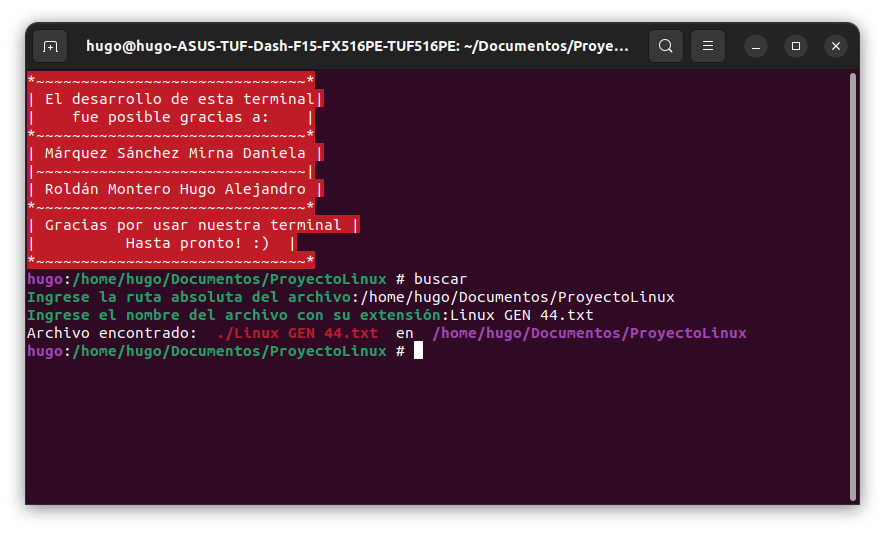 hugo@hugo-ASUS-TUF-Dash-F15-FX516PE-TUF516PE: ~/Documentos/Proye…
*~~~~~~~~~~~~~~~~~~~~~~~~~~~~~~*
| El desarrollo de esta terminal|
|    fue posible gracias a:    |
*~~~~~~~~~~~~~~~~~~~~~~~~~~~~~~*
| Márquez Sánchez Mirna Daniela |
|~~~~~~~~~~~~~~~~~~~~~~~~~~~~~~|
| Roldán Montero Hugo Alejandro |
*~~~~~~~~~~~~~~~~~~~~~~~~~~~~~~*
| Gracias por usar nuestra terminal |
|          Hasta pronto! :)  |
*~~~~~~~~~~~~~~~~~~~~~~~~~~~~~~*
hugo:/home/hugo/Documentos/ProyectoLinux # buscar
Ingrese la ruta absoluta del archivo:/home/hugo/Documentos/ProyectoLinux
Ingrese el nombre del archivo con su extensión:Linux GEN 44.txt
Archivo encontrado:  ./Linux GEN 44.txt  en  /home/hugo/Documentos/ProyectoLinux
hugo:/home/hugo/Documentos/ProyectoLinux #